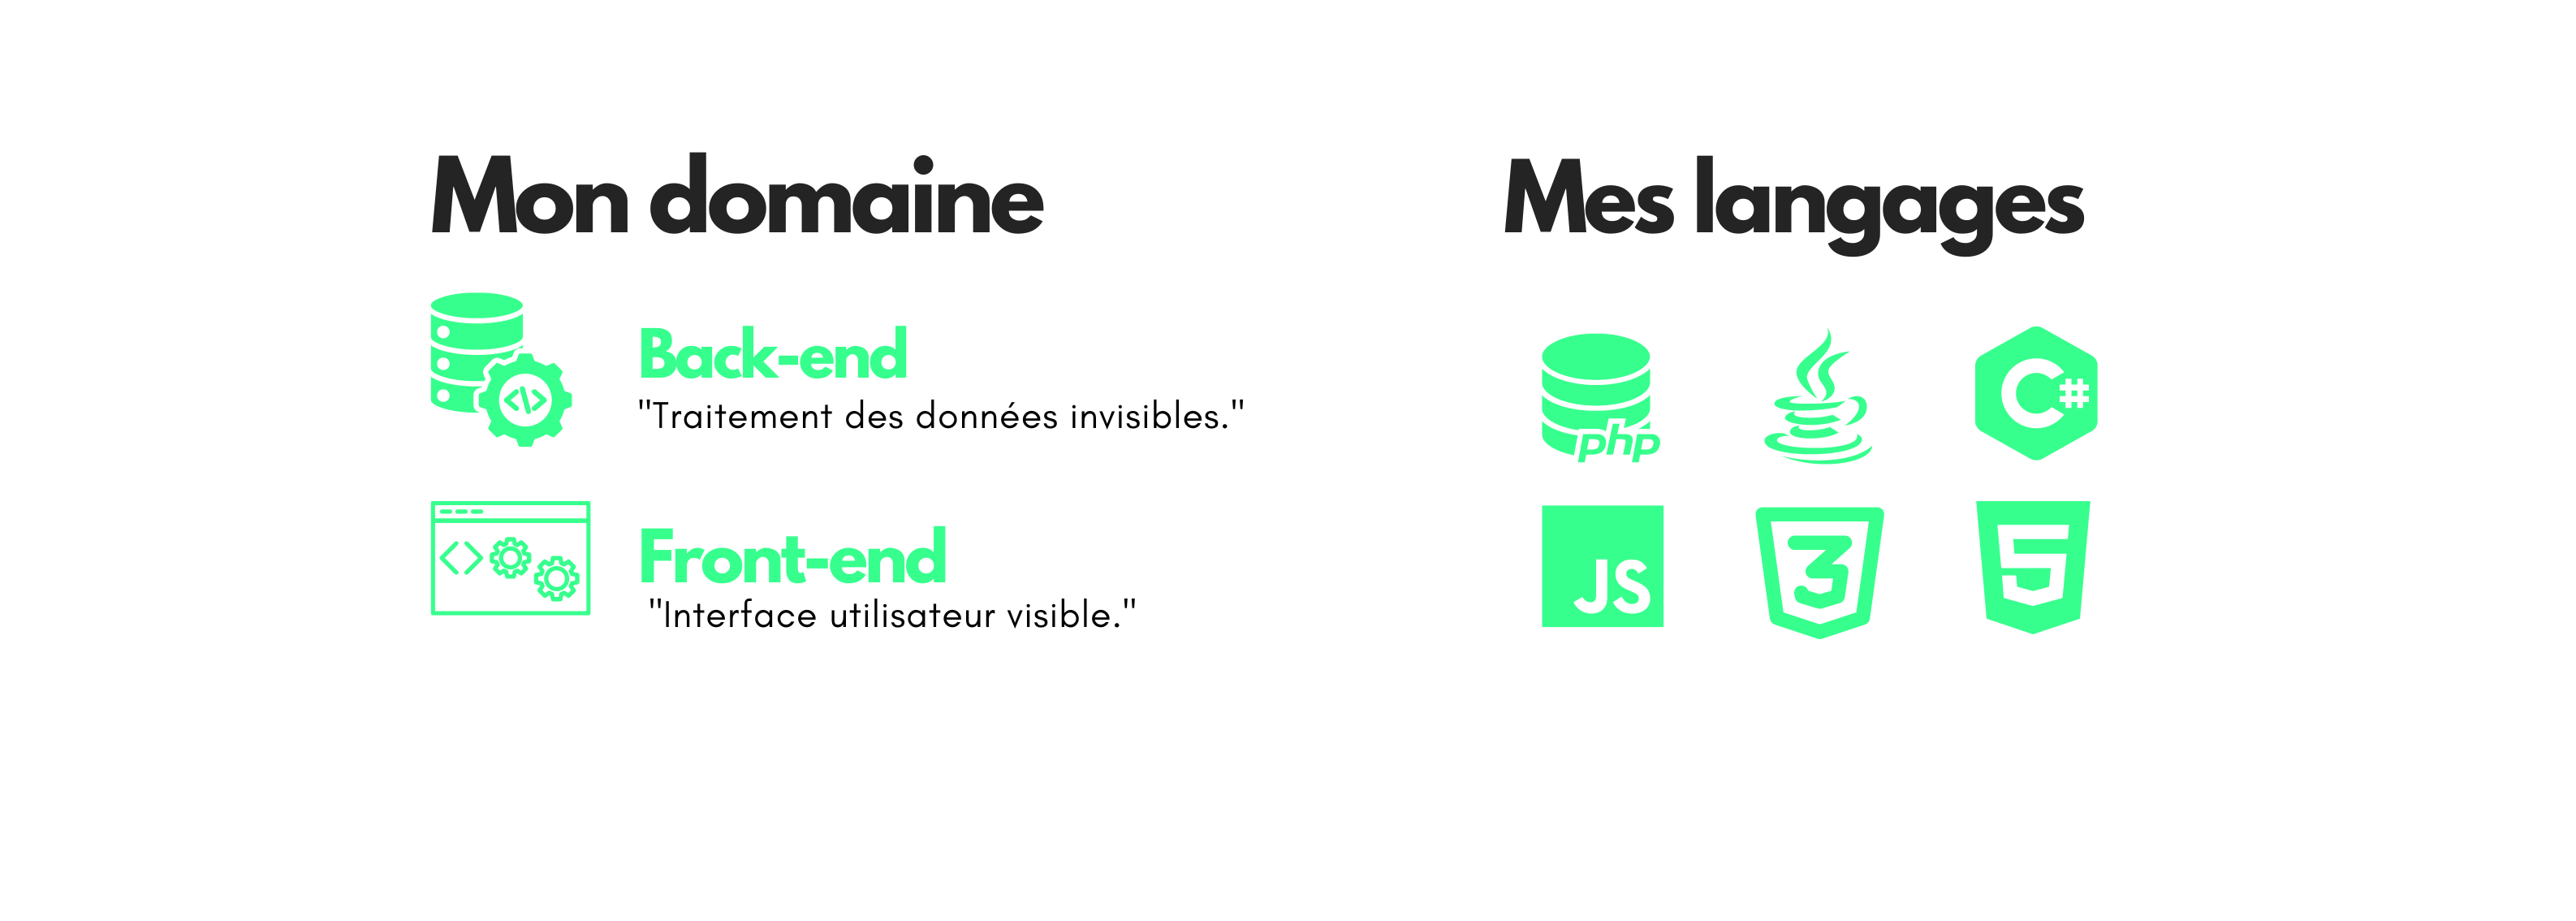 Mon domaine
Back-end
"Traitement des données invisibles."
Front-end
"Interface utilisateur visible."
Mes langages
php
C#
JS
3
5